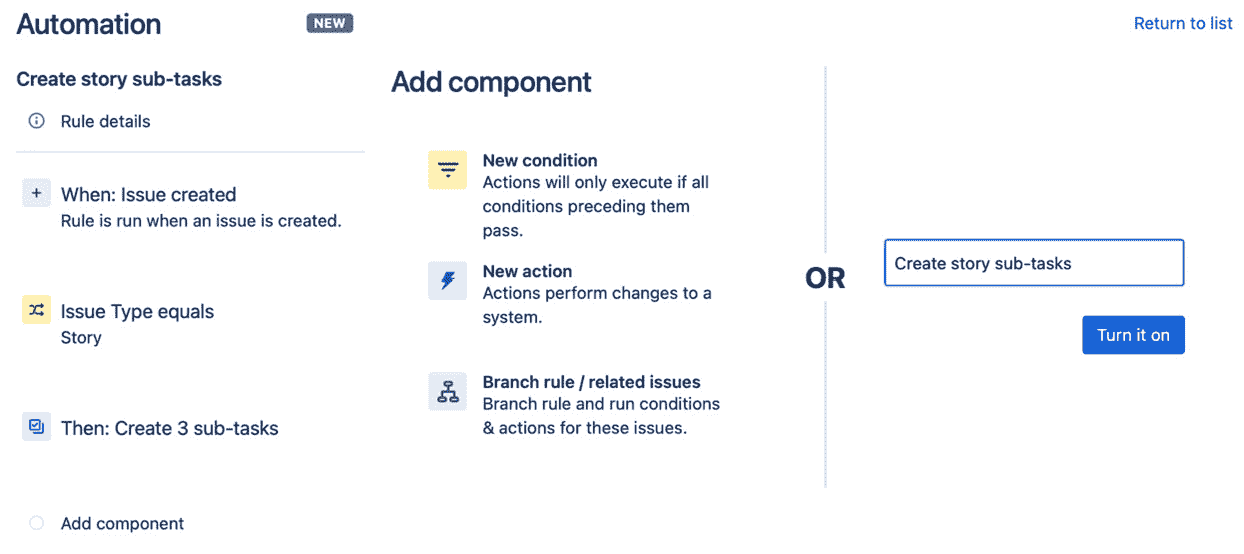 Automation
NEW
Return to list
Create story sub-tasks
Rule details
When: Issue created
Rule is run when an issue is created.
Issue Type equals
Story
Then: Create 3 sub-tasks
Add component
Add component
New condition
Actions will only execute if all
conditions preceding them
pass.
New action
Actions perform changes to a
system.
Branch rule / related issues
Branch rule and run conditions
& actions for these issues.
OR
Create story sub-tasks
Turn it on